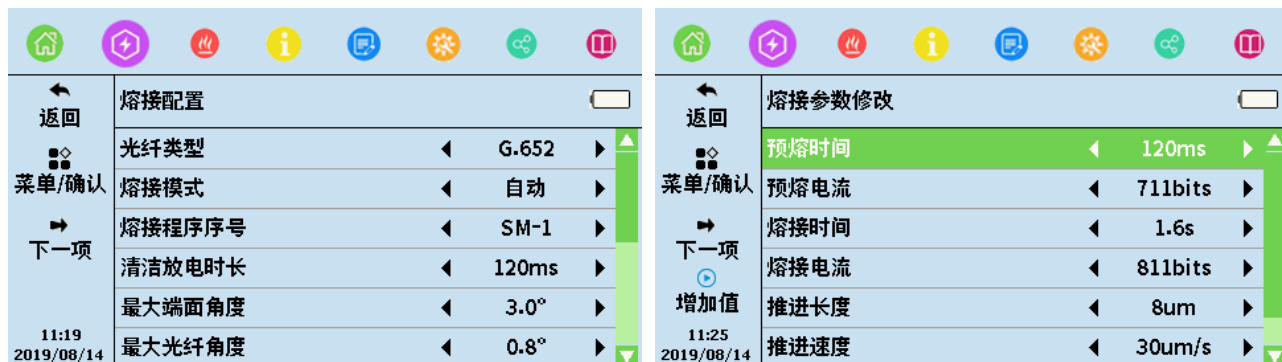 返回
菜单/确认
下一项
11:19
2019/08/14
熔接配置
光纤类型 G.652
熔接模式 自动
熔接程序序号 SM-1
清洁放电时长 120ms
最大端面角度 3.0°
最大光纤角度 0.8°
返回
菜单/确认
下一项
增加值
11:25
2019/08/14
熔接参数修改
预熔时间 120ms
预熔电流 711bits
熔接时间 1.6s
熔接电流 811bits
推进长度 8um
推进速度 30um/s